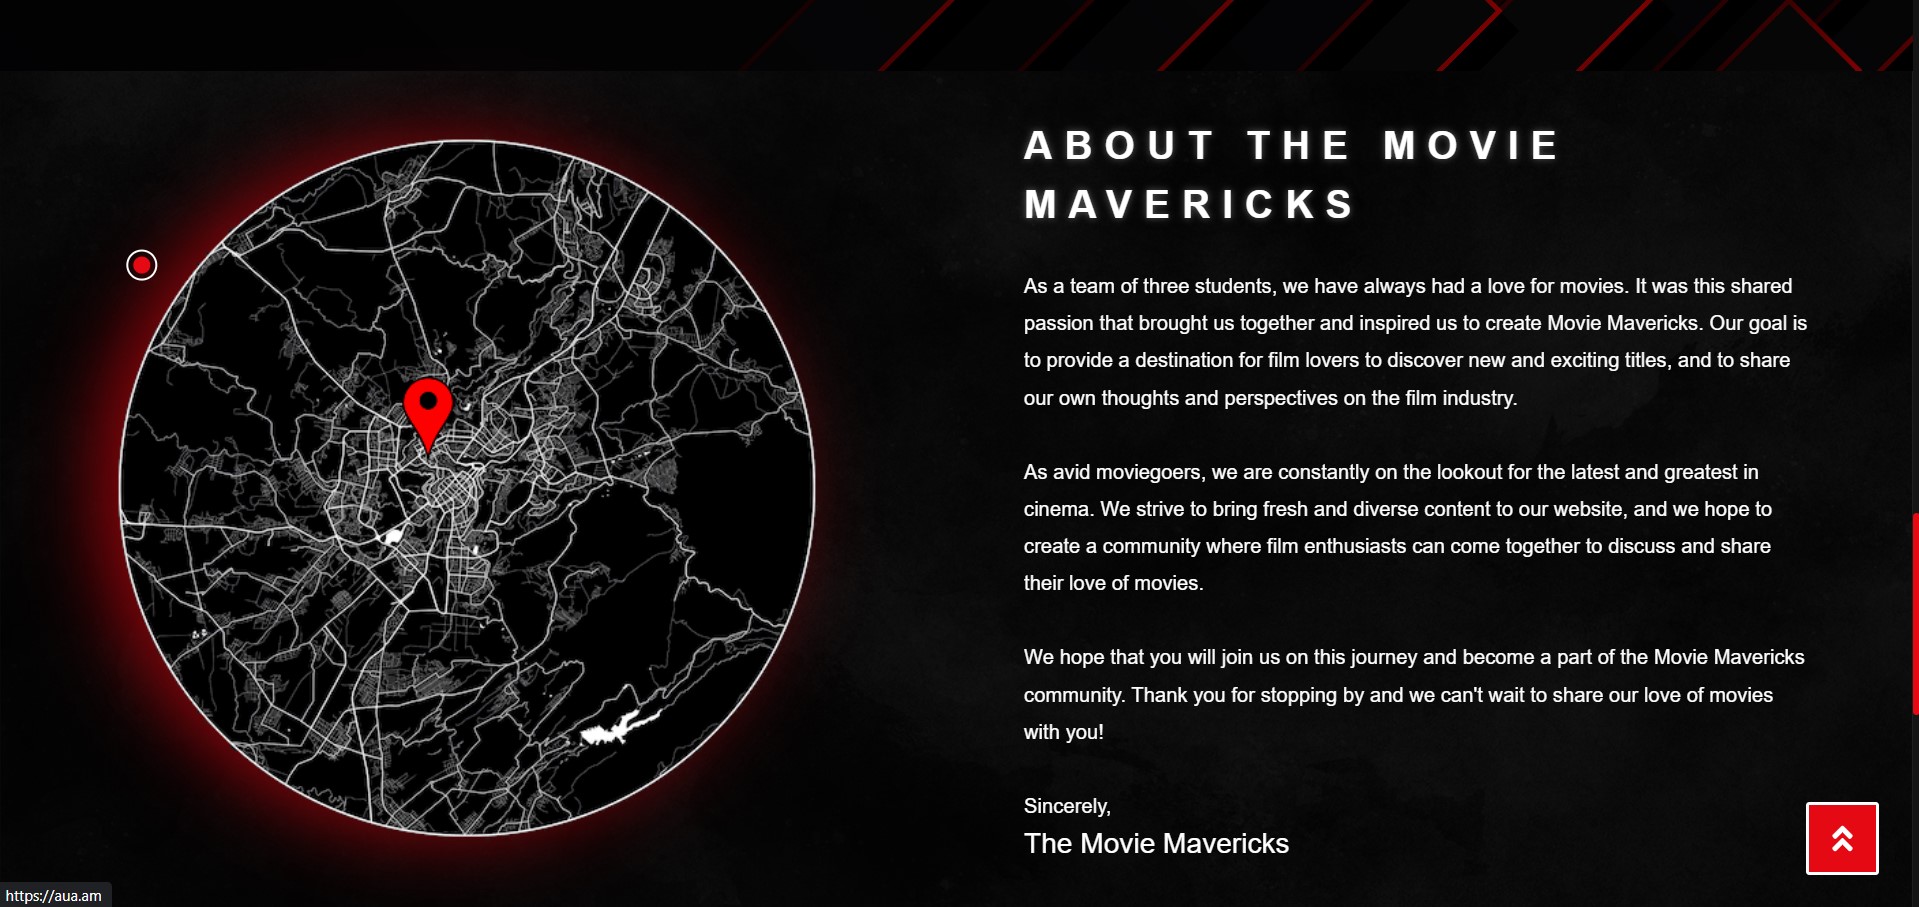 ABOUT THE MOVIE
MAVERICKS
As a team of three students, we have always had a love for movies. It was this shared
passion that brought us together and inspired us to create Movie Mavericks. Our goal is
to provide a destination for film lovers to discover new and exciting titles, and to share
our own thoughts and perspectives on the film industry.
As avid moviegoers, we are constantly on the lookout for the latest and greatest in
cinema. We strive to bring fresh and diverse content to our website, and we hope to
create a community where film enthusiasts can come together to discuss and share
their love of movies.
We hope that you will join us on this journey and become a part of the Movie Mavericks
community. Thank you for stopping by and we can't wait to share our love of movies
with you!
Sincerely,
The Movie Mavericks
https://aua.am